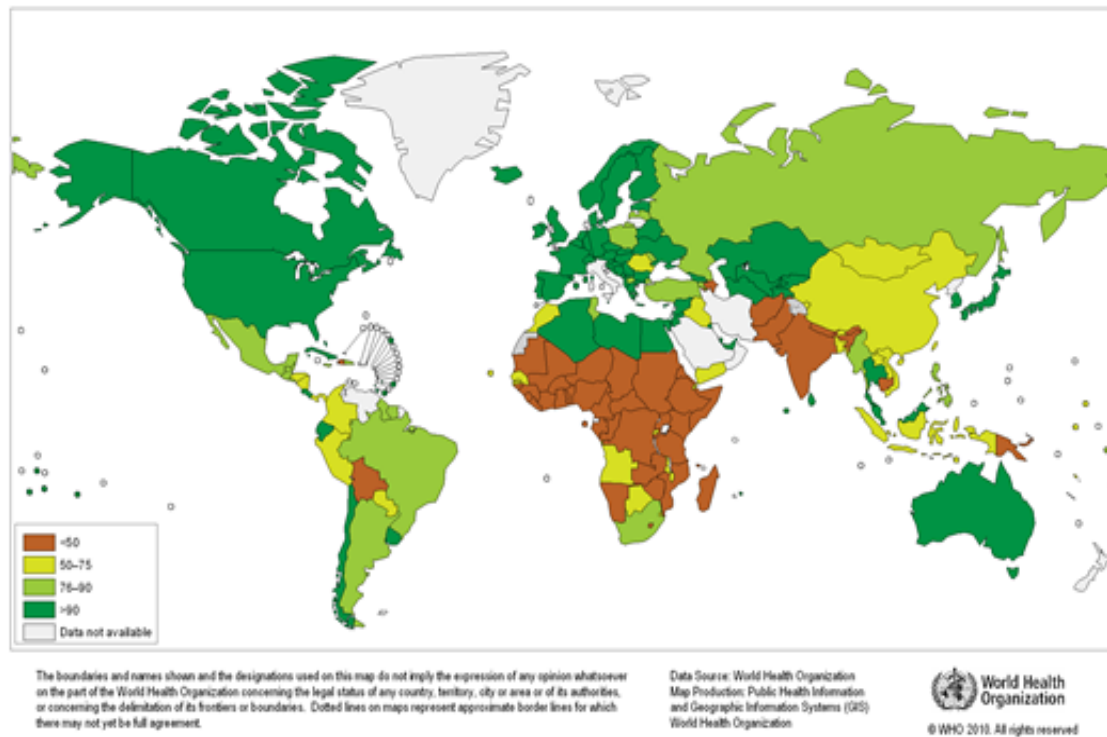 <50
50–75
76–90
>90
Data not available
The boundaries and names shown and the designations used on this map do not imply the expression of any opinion whatsoever
on the part of the World Health Organization concerning the legal status of any country, territory, city or area or of its authorities,
or concerning the delimitation of its frontiers or boundaries. Dotted lines on maps represent approximate border lines for which
there may not yet be full agreement.
Data Source: World Health Organization
Map Production: Public Health Information
and Geographic Information Systems (GIS)
World Health Organization
World Health
Organization
© WHO 2010. All rights reserved